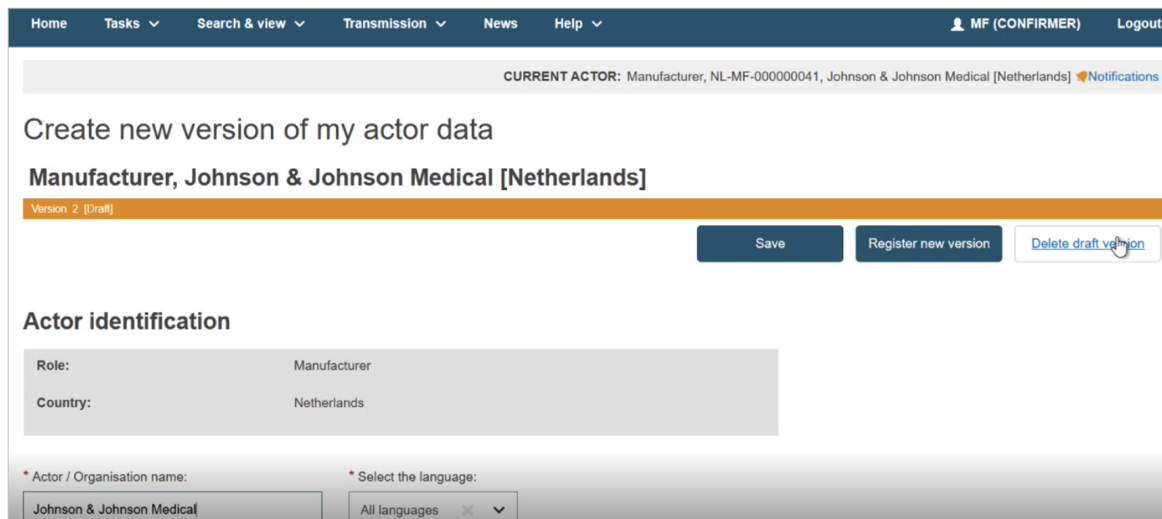 Home Tasks Search & view Transmission News Help MF (CONFIRMER) Logout
CURRENT ACTOR: Manufacturer, NL-MF-000000041, Johnson & Johnson Medical [Netherlands] Notifications
Create new version of my actor data
Manufacturer, Johnson & Johnson Medical [Netherlands]
Version 2 [Draft]
Save Register new version Delete draft version
Actor identification
Role: Manufacturer
Country: Netherlands
* Actor / Organisation name: * Select the language:
Johnson & Johnson Medical All languages